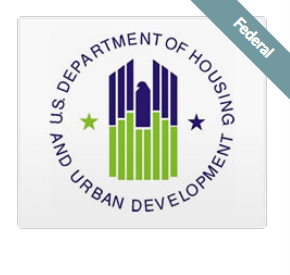 Federal
U.S. DEPARTMENT OF HOUSING
AND URBAN DEVELOPMENT